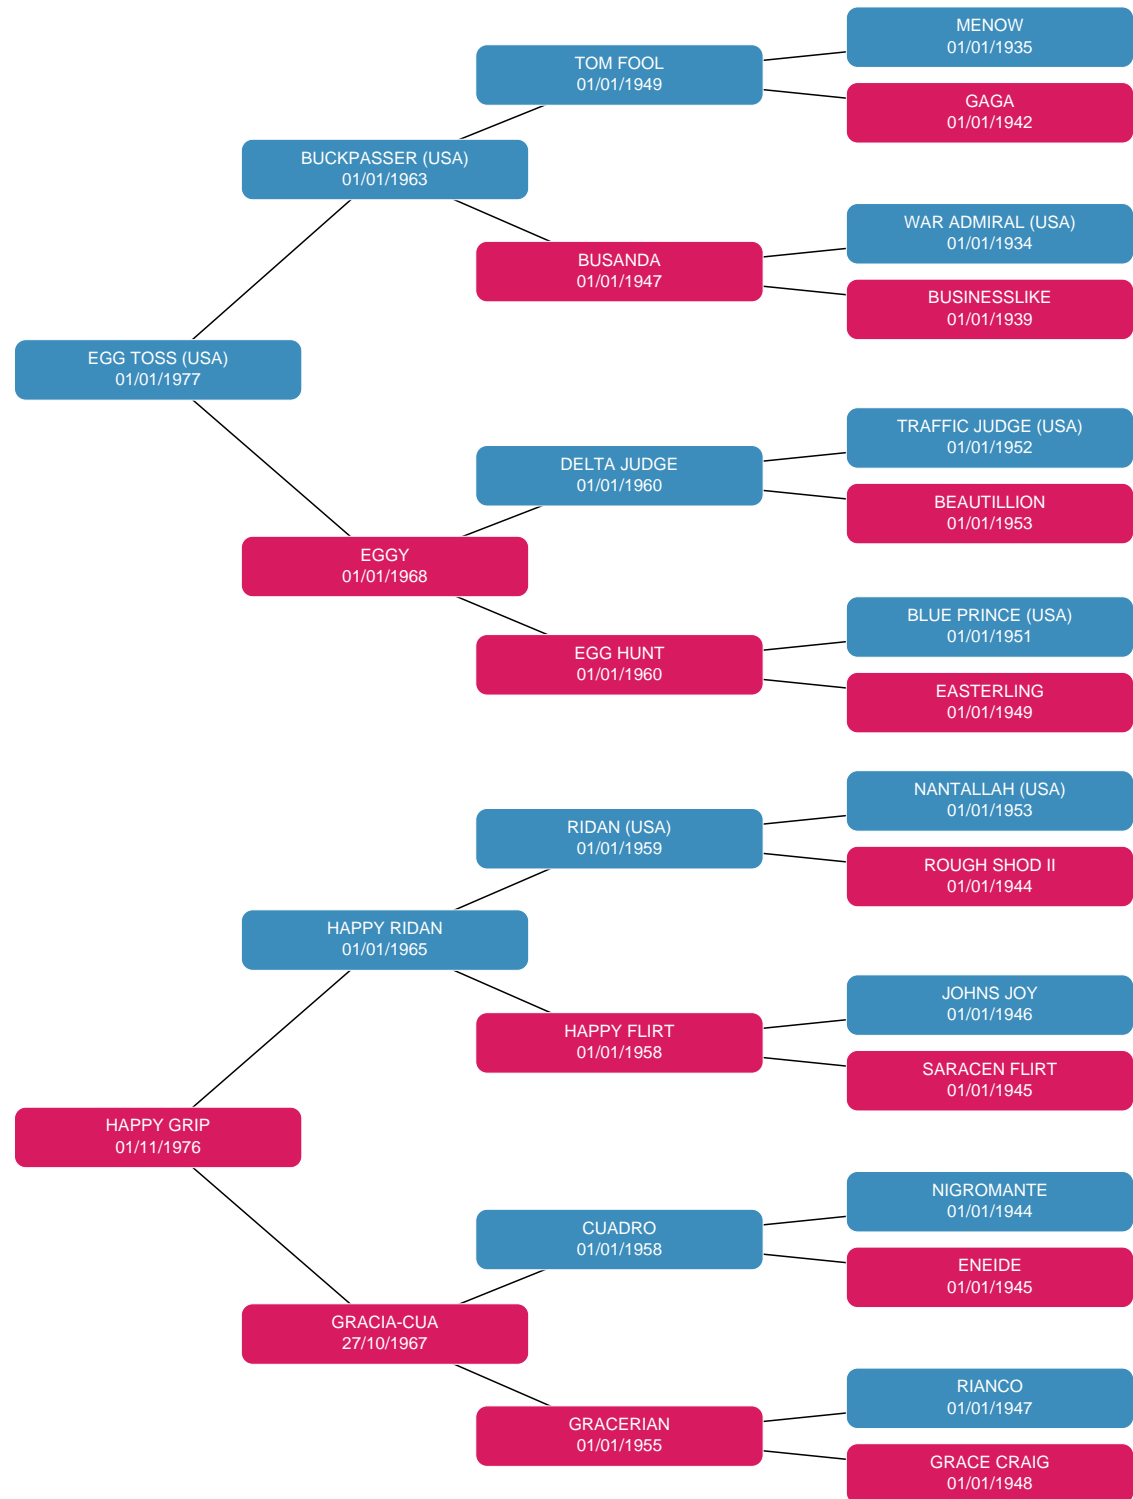 MENOW
01/01/1935
TOM FOOL
01/01/1949
GAGA
01/01/1942
BUCKPASSER (USA)
01/01/1963
WAR ADMIRAL (USA)
01/01/1934
BUSANDA
01/01/1947
BUSINESSLIKE
01/01/1939
EGG TOSS (USA)
01/01/1977
TRAFFIC JUDGE (USA)
01/01/1952
DELTA JUDGE
01/01/1960
BEAUTILLION
01/01/1953
EGGY
01/01/1968
BLUE PRINCE (USA)
01/01/1951
EGG HUNT
01/01/1960
EASTERLING
01/01/1949
NANTALLAH (USA)
01/01/1953
RIDAN (USA)
01/01/1959
ROUGH SHOD II
01/01/1944
HAPPY RIDAN
01/01/1965
JOHNS JOY
01/01/1946
HAPPY FLIRT
01/01/1958
SARACEN FLIRT
01/01/1945
HAPPY GRIP
01/11/1976
NIGROMANTE
01/01/1944
CUADRO
01/01/1958
ENEIDE
01/01/1945
GRACIA-CUA
27/10/1967
RIANCO
01/01/1947
GRACERIAN
01/01/1955
GRACE CRAIG
01/01/1948